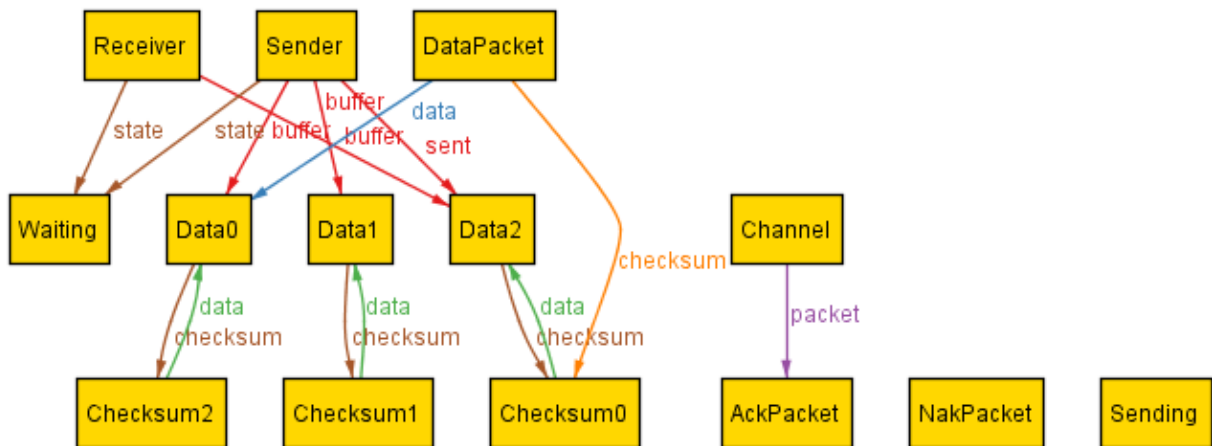 Receiver
Sender
DataPacket
state
state
buffer
buffer
buffer
sent
data
Waiting
Data0
Data1
Data2
Channel
checksum
data
checksum
data
checksum
data
checksum
packet
Checksum2
Checksum1
Checksum0
AckPacket
NakPacket
Sending